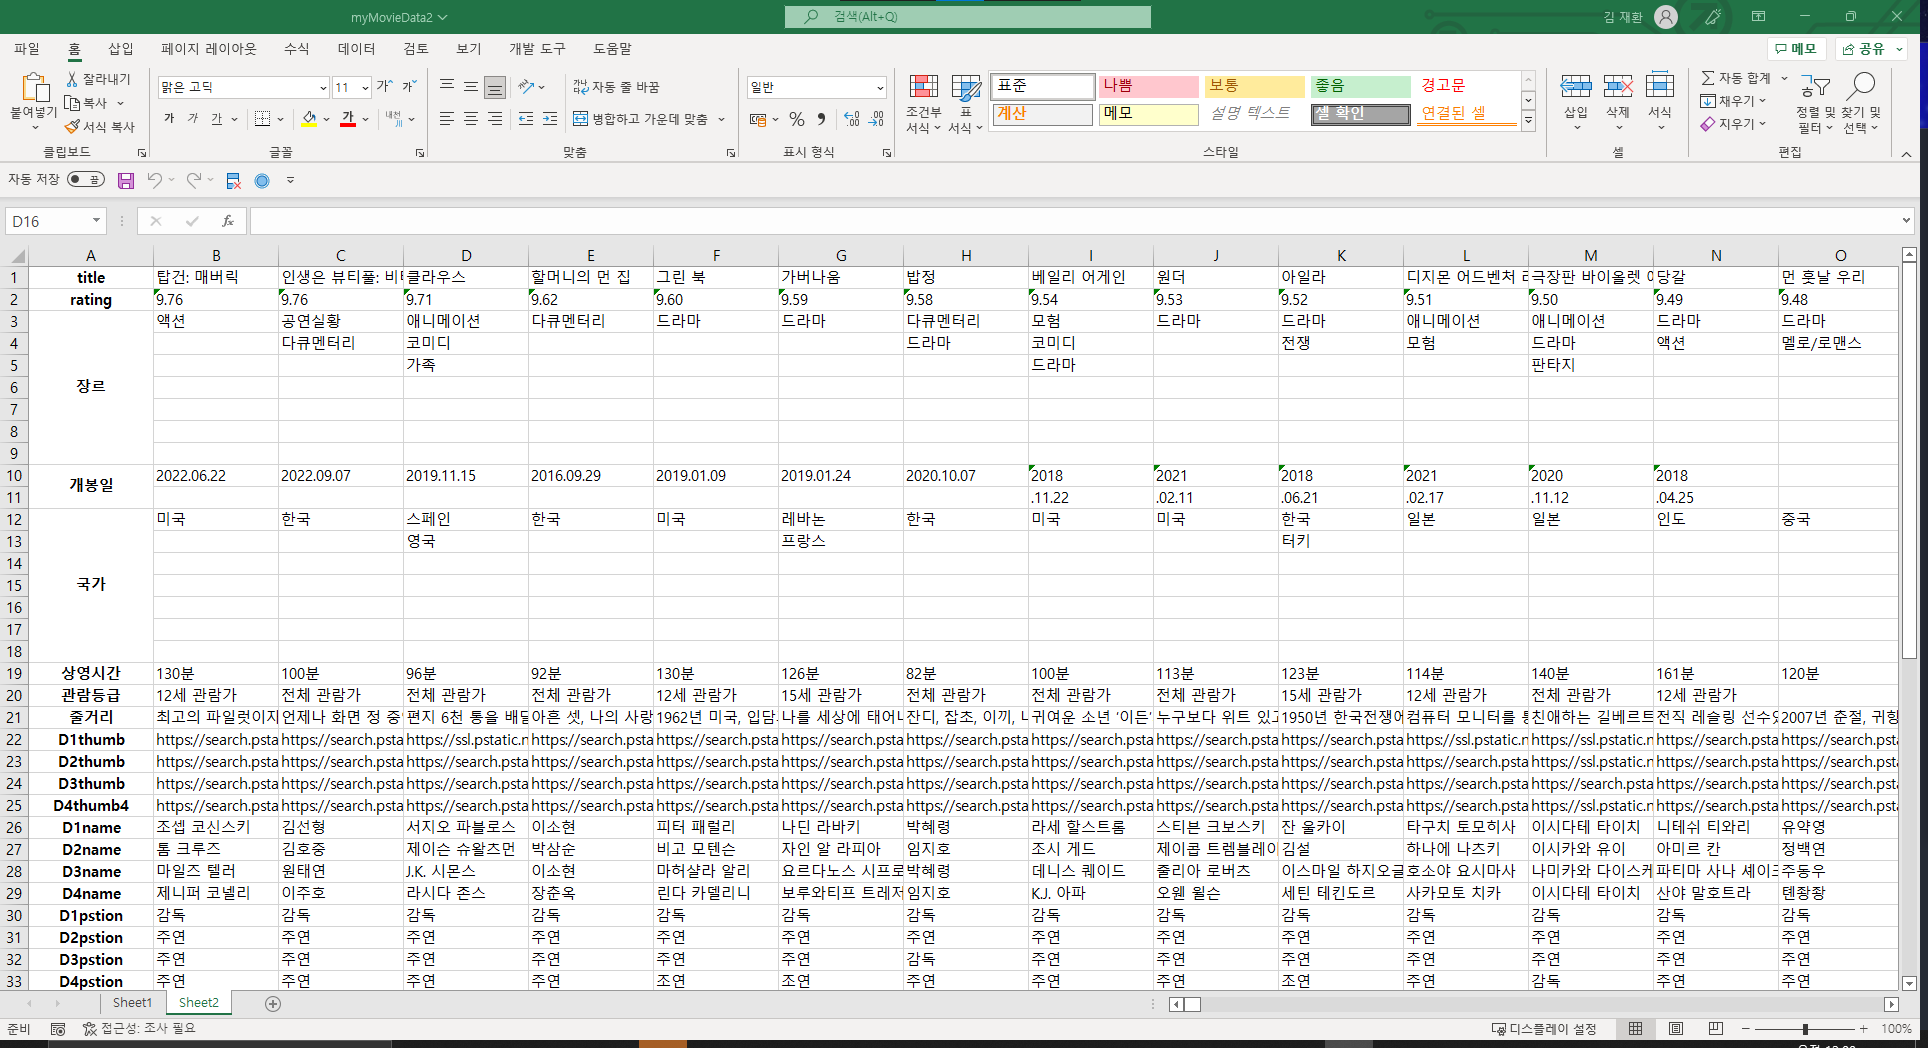 myMovieData2
검색(Alt+Q)
김 재환
파일 홈 삽입 페이지 레이아웃 수식 데이터 검토 보기 개발 도구 도움말 메모 공유
붙여넣기 잘라내기 복사 서식 복사 클립보드
맑은 고딕 11 가 가 가 가 가 가 내천 글꼴
자동 줄 바꿈 병합하고 가운데 맞춤 맞춤
일반 % 표시 형식
조건부 서식 표 서식 표준 나쁨 보통 좋음 경고문
계산 메모 설명 텍스트 셀 확인 연결된 셀 스타일
삽입 삭제 서식 셀
자동 합계 채우기 지우기 정렬 및 필터 찾기 및 선택 편집
자동 저장 끔
D16 fx
A B C D E F G H I J K L M N O
1 title 탑건: 매버릭 인생은 뷰티풀: 비 클라우스 할머니의 먼 집 그린 북 가버나움 밥정 베일리 어게인 원더 아일라 디지몬 어드벤처 극장판 바이올렛 당갈 먼 훗날 우리
2 rating 9.76 9.76 9.71 9.62 9.60 9.59 9.58 9.54 9.53 9.52 9.51 9.50 9.49 9.48
3 액션 공연실황 애니메이션 다큐멘터리 드라마 드라마 다큐멘터리 모험 드라마 드라마 애니메이션 애니메이션 드라마 드라마
4 다큐멘터리 코미디 드라마 코미디 전쟁 모험 드라마 액션 멜로/로맨스
5 가족 드라마 판타지
6 장르
7
8
9
10 개봉일 2022.06.22 2022.09.07 2019.11.15 2016.09.29 2019.01.09 2019.01.24 2020.10.07 2018 2021 2018 2021 2020 2018
11 .11.22 .02.11 .06.21 .02.17 .11.12 .04.25
12 미국 한국 스페인 한국 미국 레바논 한국 미국 미국 한국 일본 일본 인도 중국
13 영국 프랑스 터키
14
15 국가
16
17
18
19 상영시간 130분 100분 96분 92분 130분 126분 82분 100분 113분 123분 114분 140분 161분 120분
20 관람등급 12세 관람가 전체 관람가 전체 관람가 전체 관람가 12세 관람가 15세 관람가 전체 관람가 전체 관람가 전체 관람가 15세 관람가 12세 관람가 전체 관람가 12세 관람가
21 줄거리 최고의 파일럿이지 언제나 화면 정 중 편지 6천 통을 배달 아흔 셋, 나의 사랑 1962년 미국, 입담 나를 세상에 태어 잔디, 잡초, 이끼, 귀여운 소년 ‘이든’ 누구보다 위트 있고 1950년 한국전쟁 컴퓨터 모니터를 친애하는 길베르트 전직 레슬링 선수 2007년 춘절, 귀향
22 D1thumb https://search.psta https://search.psta https://ssl.pstatic.n https://search.psta https://search.psta https://search.psta https://search.psta https://search.psta https://search.psta https://search.psta https://ssl.pstatic.n https://ssl.pstatic.n https://search.psta https://search.psta
23 D2thumb https://search.psta https://search.psta https://search.psta https://search.psta https://search.psta https://search.psta https://search.psta https://search.psta https://search.psta https://search.psta https://search.psta https://ssl.pstatic.n https://search.psta https://search.psta
24 D3thumb https://search.psta https://search.psta https://search.psta https://search.psta https://search.psta https://search.psta https://search.psta https://search.psta https://search.psta https://search.psta https://search.psta https://search.psta https://search.psta https://search.psta
25 D4thumb4 https://search.psta https://search.psta https://search.psta https://search.psta https://search.psta https://search.psta https://search.psta https://search.psta https://search.psta https://search.psta https://search.psta https://ssl.pstatic.n https://search.psta https://search.psta
26 D1name 조셉 코신스키 김선형 서지오 파블로스 이소현 피터 패럴리 나딘 라바키 박혜령 라세 할스트롬 스티븐 크보스키 잔 울카이 타구치 토모히사 이시다테 타이치 니테쉬 티와리 유약영
27 D2name 톰 크루즈 김호중 제이슨 슈왈츠먼 박삼순 비고 모텐슨 자인 알 라피아 임지호 조시 게드 제이콥 트렘블레이 김설 하나에 나츠키 이시카와 유이 아미르 칸 정백연
28 D3name 마일즈 텔러 원태연 J.K. 시몬스 이소현 마허샬라 알리 요르다노스 시프로 박혜령 데니스 퀘이드 줄리아 로버츠 이스마일 하지오글 호소야 요시마사 나미카와 다이스케 파티마 사나 셰이크 주동우
29 D4name 제니퍼 코넬리 이주호 라시다 존스 장춘옥 린다 카델리니 보루와티프 트레저 임지호 K.J. 아파 오웬 윌슨 세틴 테킨도르 사카모토 치카 이시다테 타이치 산야 말호트라 톈좡좡
30 D1pstion 감독 감독 감독 감독 감독 감독 감독 감독 감독 감독 감독 감독 감독 감독
31 D2pstion 주연 주연 주연 주연 주연 주연 주연 주연 주연 주연 주연 주연 주연 주연
32 D3pstion 주연 주연 주연 주연 주연 주연 감독 주연 주연 주연 주연 주연 주연 주연
33 D4pstion 주연 주연 주연 주연 조연 조연 주연 주연 주연 조연 주연 감독 주연 주연
Sheet1 Sheet2
준비 접근성: 조사 필요 디스플레이 설정 100%